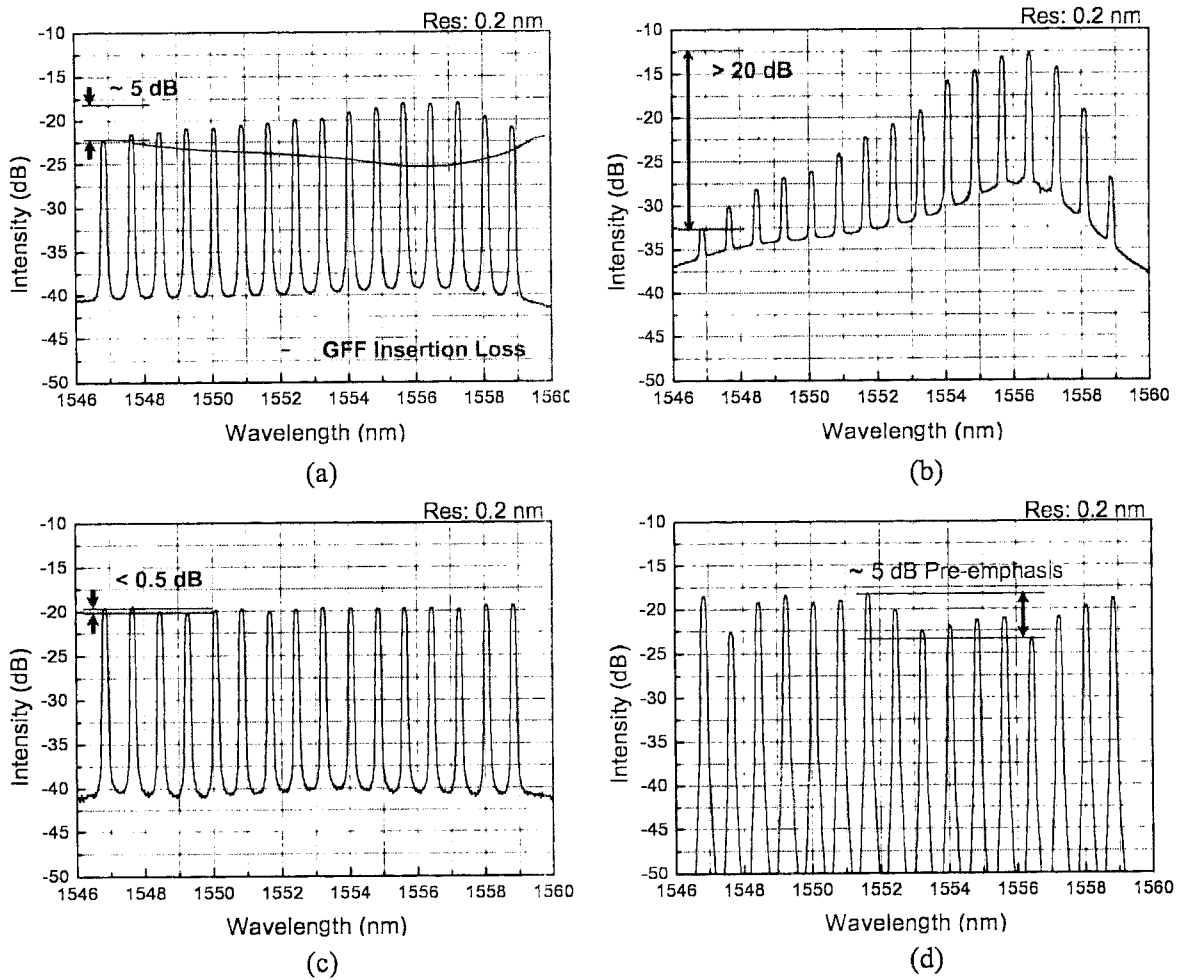 Res: 0.2 nm
-10
-15
-20
-25
-30
-35
-40
-45
-50
Intensity (dB)
~ 5 dB
GFF Insertion Loss
1546 1548 1550 1552 1554 1556 1558 1560
Wavelength (nm)
(a)
Res: 0.2 nm
-10
-15
-20
-25
-30
-35
-40
-45
-50
Intensity (dB)
> 20 dB
1546 1548 1550 1552 1554 1556 1558 1560
Wavelength (nm)
(b)
Res: 0.2 nm
-10
-15
-20
-25
-30
-35
-40
-45
-50
Intensity (dB)
< 0.5 dB
1546 1548 1550 1552 1554 1556 1558 1560
Wavelength (nm)
(c)
Res: 0.2 nm
-10
-15
-20
-25
-30
-35
-40
-45
-50
Intensity (dB)
~ 5 dB Pre-emphasis
1546 1548 1550 1552 1554 1556 1558 1560
Wavelength (nm)
(d)